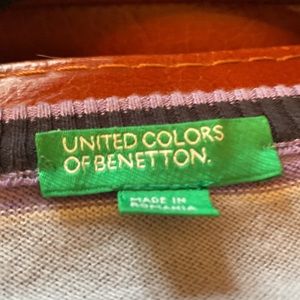 UNITED COLORS
OF BENETTON.
MADE IN
ROMANIA